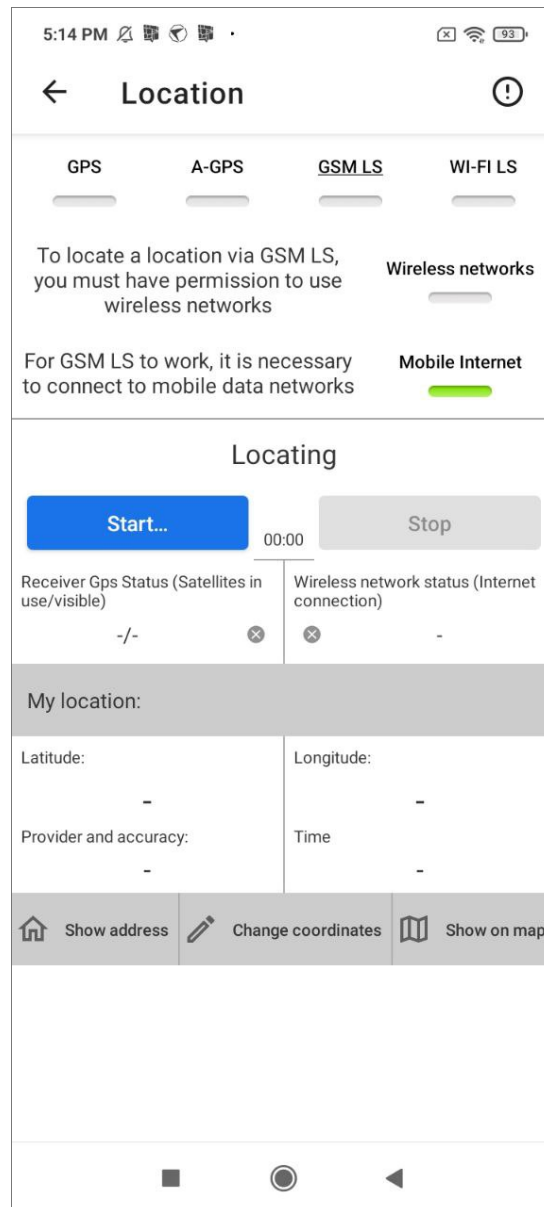 5:14 PM
93
Location
GPS A-GPS GSM LS WI-FI LS
To locate a location via GSM LS,
you must have permission to use
wireless networks
Wireless networks
For GSM LS to work, it is necessary
to connect to mobile data networks
Mobile Internet
Locating
Start...
00:00
Stop
Receiver Gps Status (Satellites in
use/visible)
-/-
Wireless network status (Internet
connection)
-
My location:
Latitude:
-
Longitude:
-
Provider and accuracy:
-
Time
-
Show address
Change coordinates
Show on map